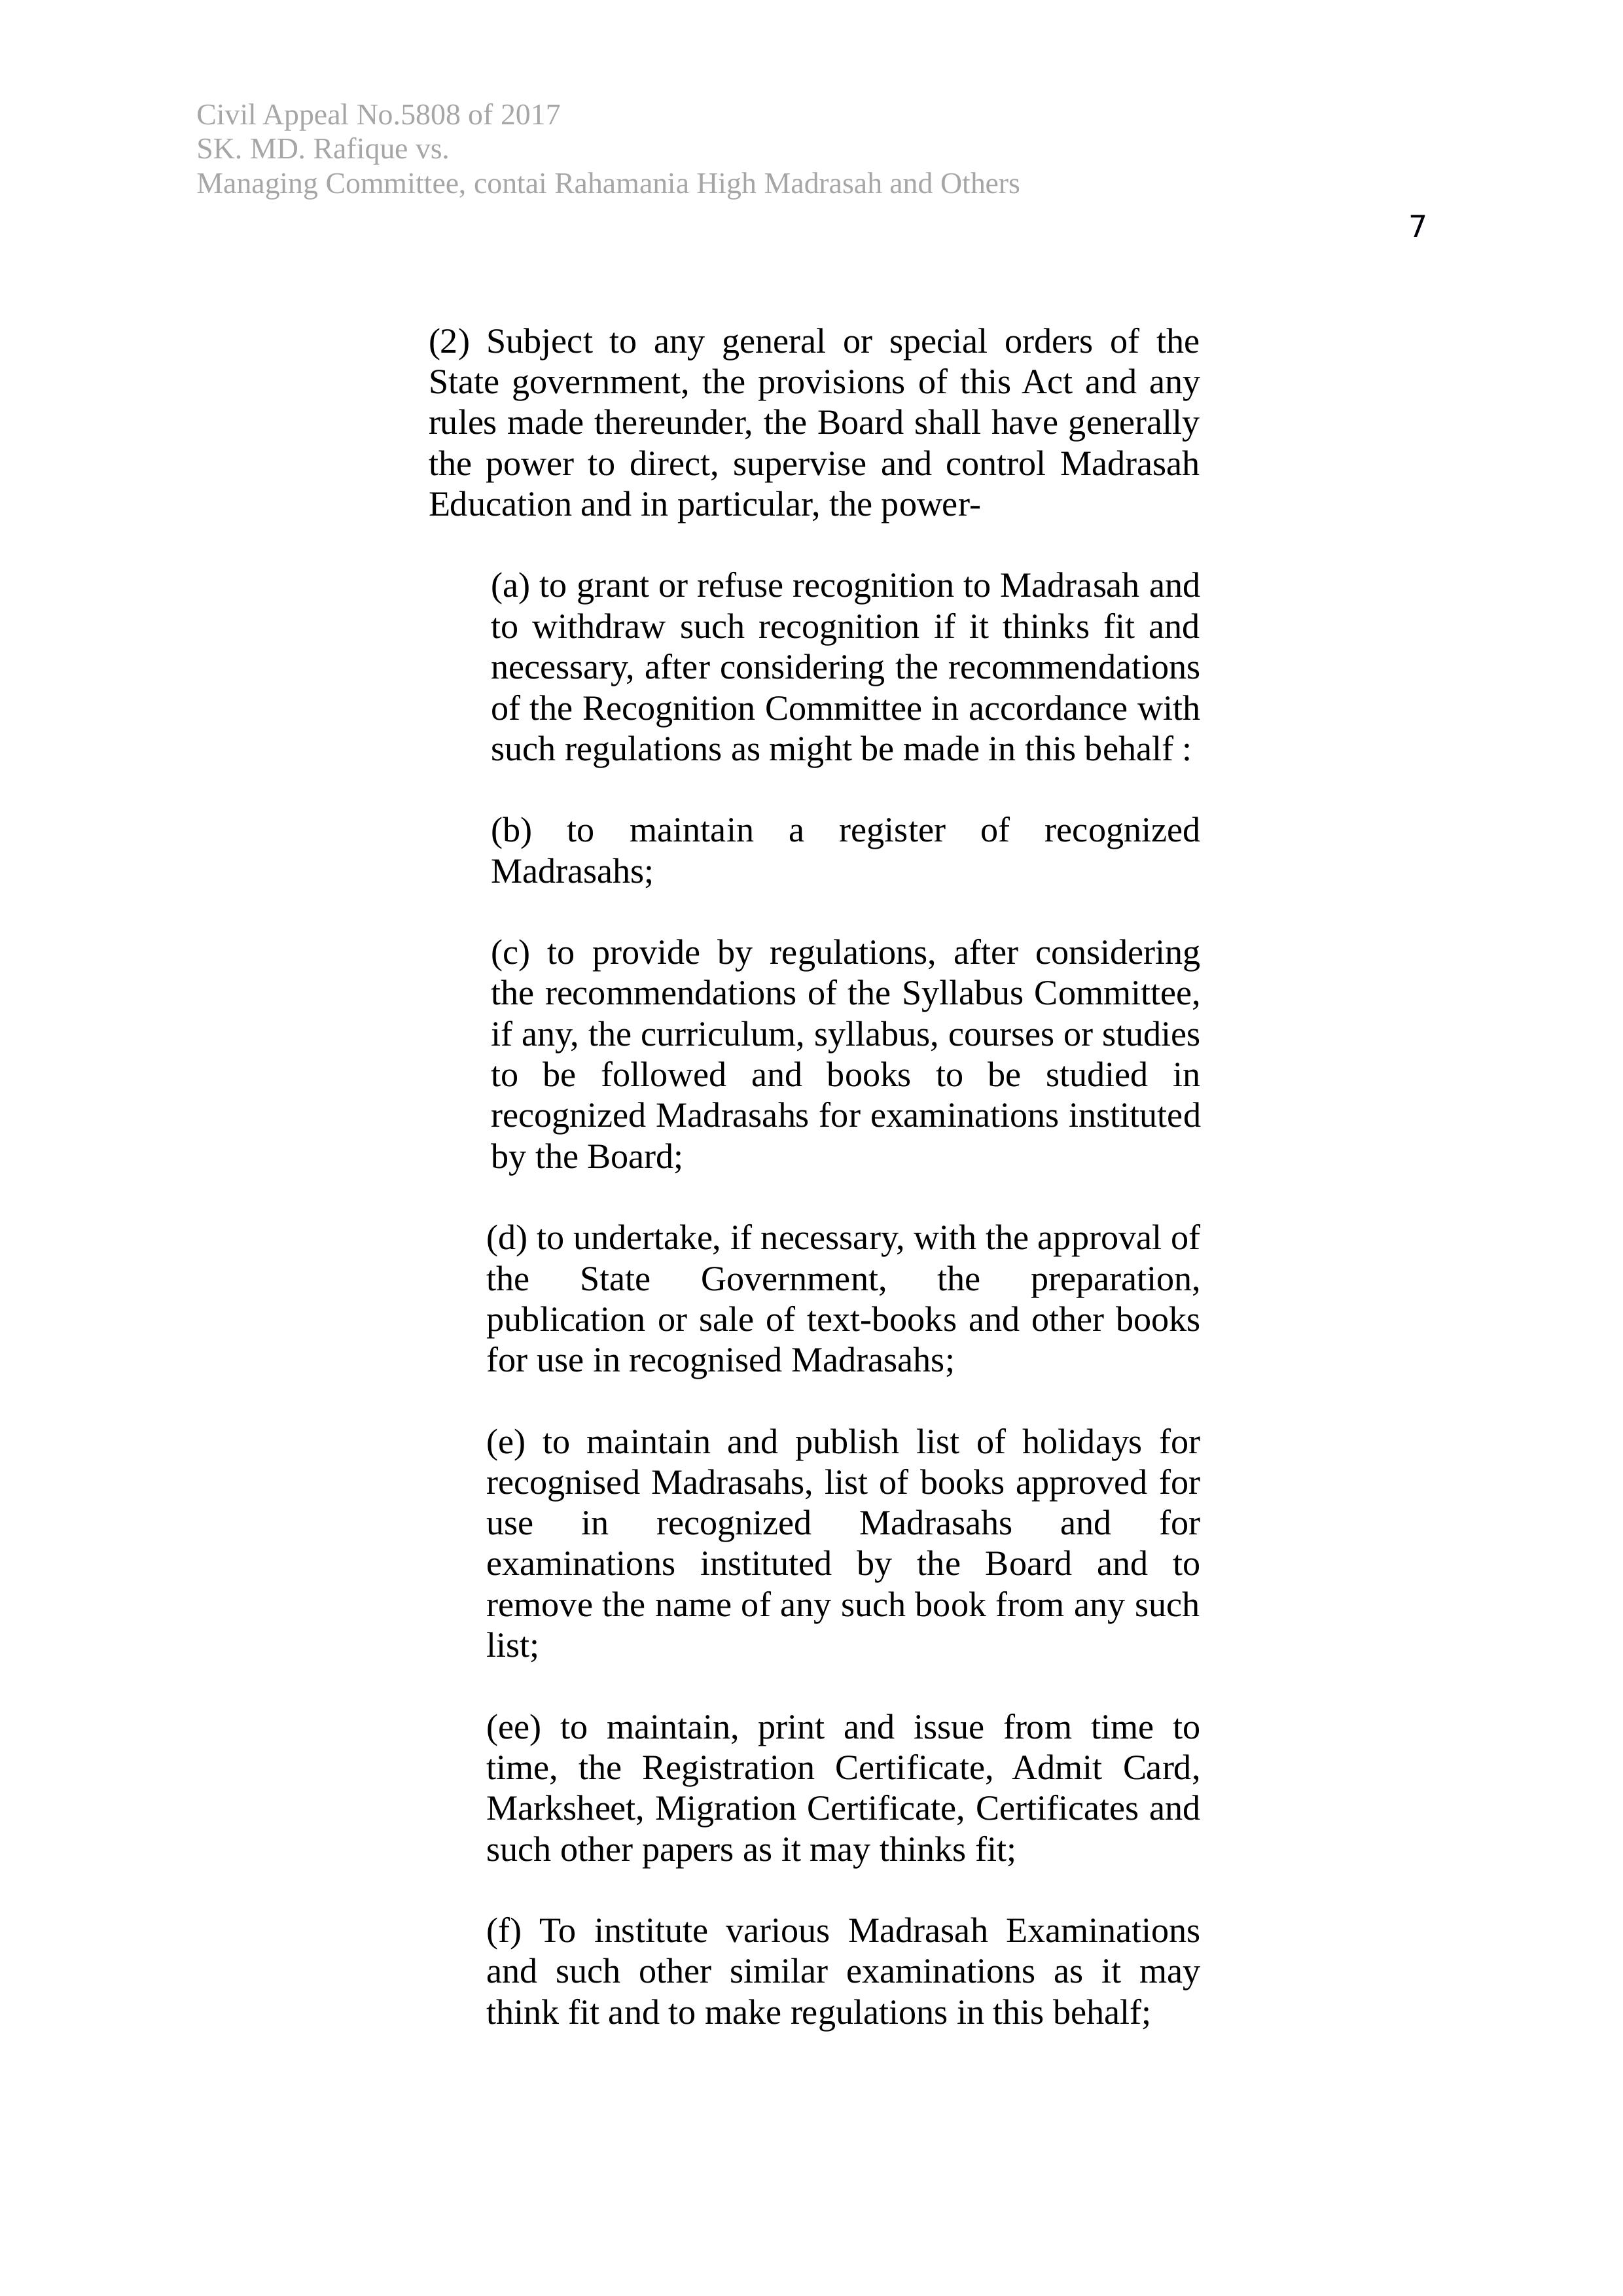 Civil Appeal No.5808 of 2017
SK. MD. Rafique vs.
Managing Committee, contai Rahamania High Madrasah and Others
7
(2) Subject to any general or special orders of the
State government, the provisions of this Act and any
rules made thereunder, the Board shall have generally
the power to direct, supervise and control Madrasah
Education and in particular, the power-
(a) to grant or refuse recognition to Madrasah and
to withdraw such recognition if it thinks fit and
necessary, after considering the recommendations
of the Recognition Committee in accordance with
such regulations as might be made in this behalf :
(b) to maintain a register of recognized
Madrasahs;
(c) to provide by regulations, after considering
the recommendations of the Syllabus Committee,
if any, the curriculum, syllabus, courses or studies
to be followed and books to be studied in
recognized Madrasahs for examinations instituted
by the Board;
(d) to undertake, if necessary, with the approval of
the State Government, the preparation,
publication or sale of text-books and other books
for use in recognised Madrasahs;
(e) to maintain and publish list of holidays for
recognised Madrasahs, list of books approved for
use in recognized Madrasahs and for
examinations instituted by the Board and to
remove the name of any such book from any such
list;
(ee) to maintain, print and issue from time to
time, the Registration Certificate, Admit Card,
Marksheet, Migration Certificate, Certificates and
such other papers as it may thinks fit;
(f) To institute various Madrasah Examinations
and such other similar examinations as it may
think fit and to make regulations in this behalf;